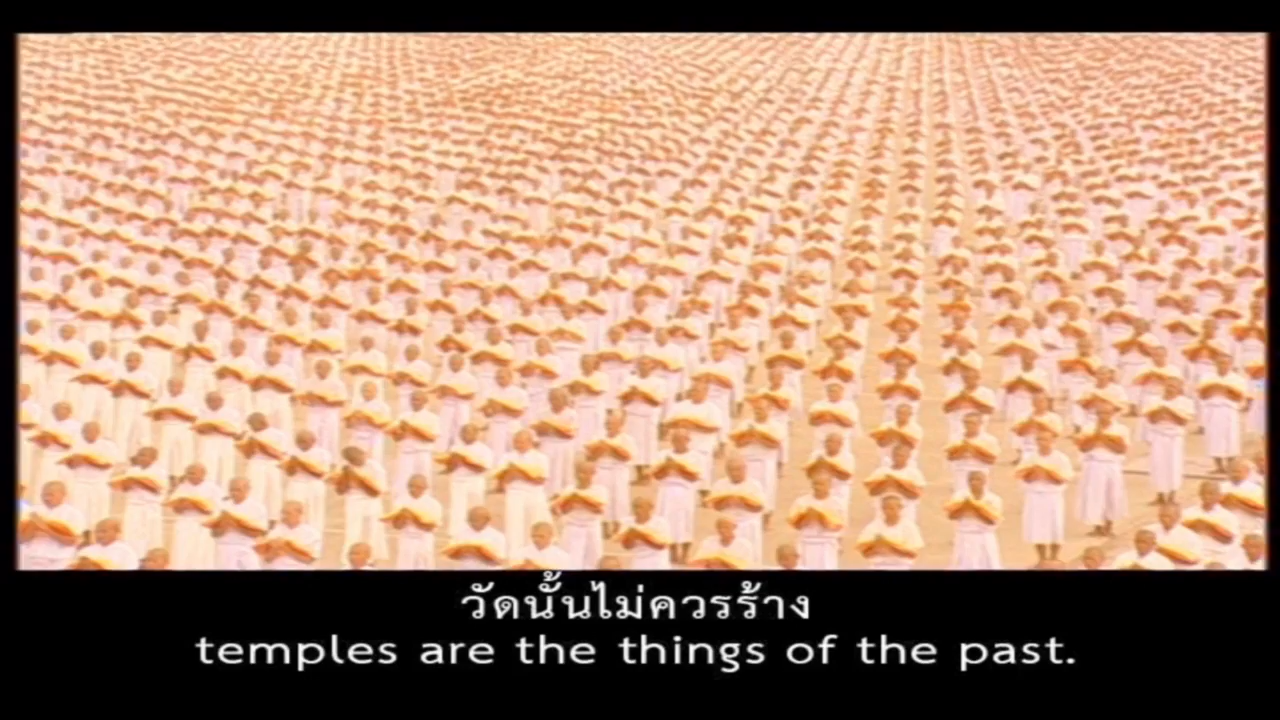 วัดนั้นไม่ควรร้าง
temples are the things of the past.